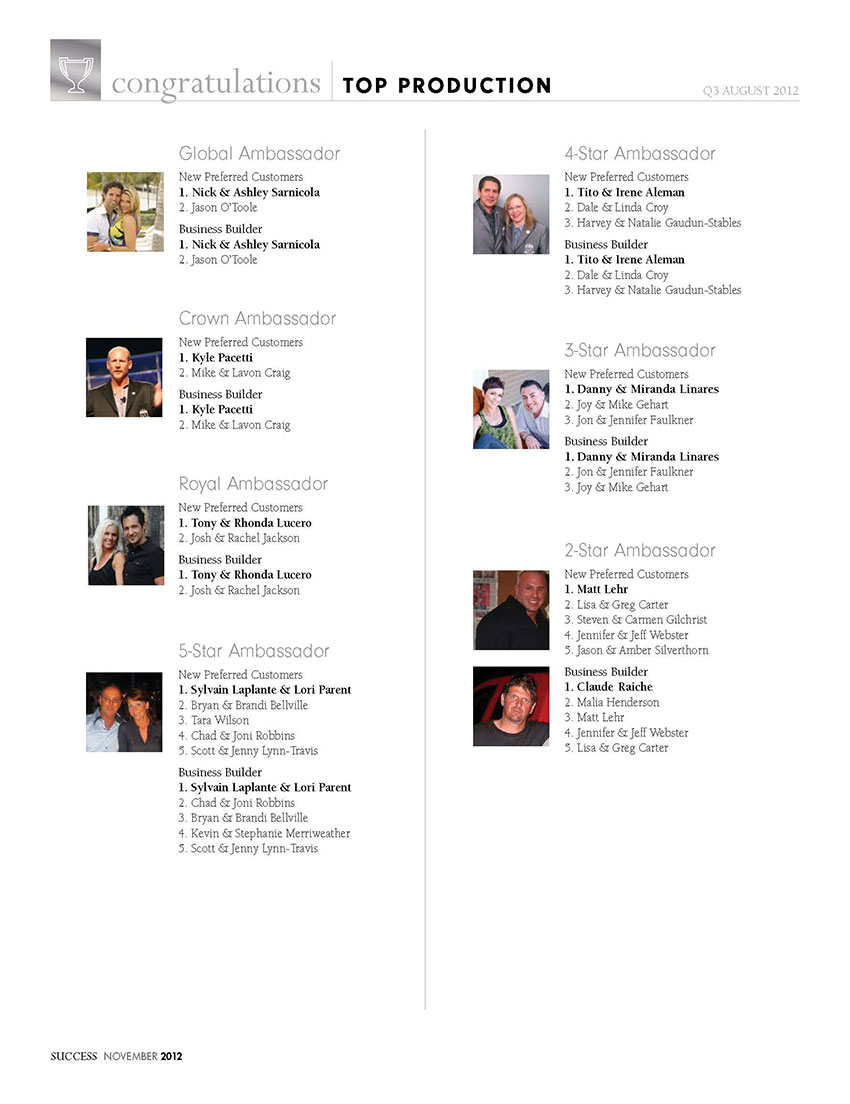 congratulations TOP PRODUCTION
Q3 AUGUST 2012
Global Ambassador
New Preferred Customers
1. Nick & Ashley Sarnicola
2. Jason O'Toole
Business Builder
1. Nick & Ashley Sarnicola
2. Jason O'Toole
Crown Ambassador
New Preferred Customers
1. Kyle Pacetti
2. Mike & Lavon Craig
Business Builder
1. Kyle Pacetti
2. Mike & Lavon Craig
Royal Ambassador
New Preferred Customers
1. Tony & Rhonda Lucero
2. Josh & Rachel Jackson
Business Builder
1. Tony & Rhonda Lucero
2. Josh & Rachel Jackson
5-Star Ambassador
New Preferred Customers
1. Sylvain Laplante & Lori Parent
2. Bryan & Brandi Bellville
3. Tara Wilson
4. Chad & Joni Robbins
5. Scott & Jenny Lynn-Travis
Business Builder
1. Sylvain Laplante & Lori Parent
2. Chad & Joni Robbins
3. Bryan & Brandi Bellville
4. Kevin & Stephanie Merriweather
5. Scott & Jenny Lynn-Travis
4-Star Ambassador
New Preferred Customers
1. Tito & Irene Aleman
2. Dale & Linda Croy
3. Harvey & Natalie Gaudun-Stables
Business Builder
1. Tito & Irene Aleman
2. Dale & Linda Croy
3. Harvey & Natalie Gaudun-Stables
3-Star Ambassador
New Preferred Customers
1. Danny & Miranda Linares
2. Joy & Mike Gehart
3. Jon & Jennifer Faulkner
Business Builder
1. Danny & Miranda Linares
2. Jon & Jennifer Faulkner
3. Joy & Mike Gehart
2-Star Ambassador
New Preferred Customers
1. Matt Lehr
2. Lisa & Greg Carter
3. Steven & Carmen Gilchrist
4. Jennifer & Jeff Webster
5. Jason & Amber Silverthorn
Business Builder
1. Claude Raiche
2. Malia Henderson
3. Matt Lehr
4. Jennifer & Jeff Webster
5. Lisa & Greg Carter
SUCCESS NOVEMBER 2012